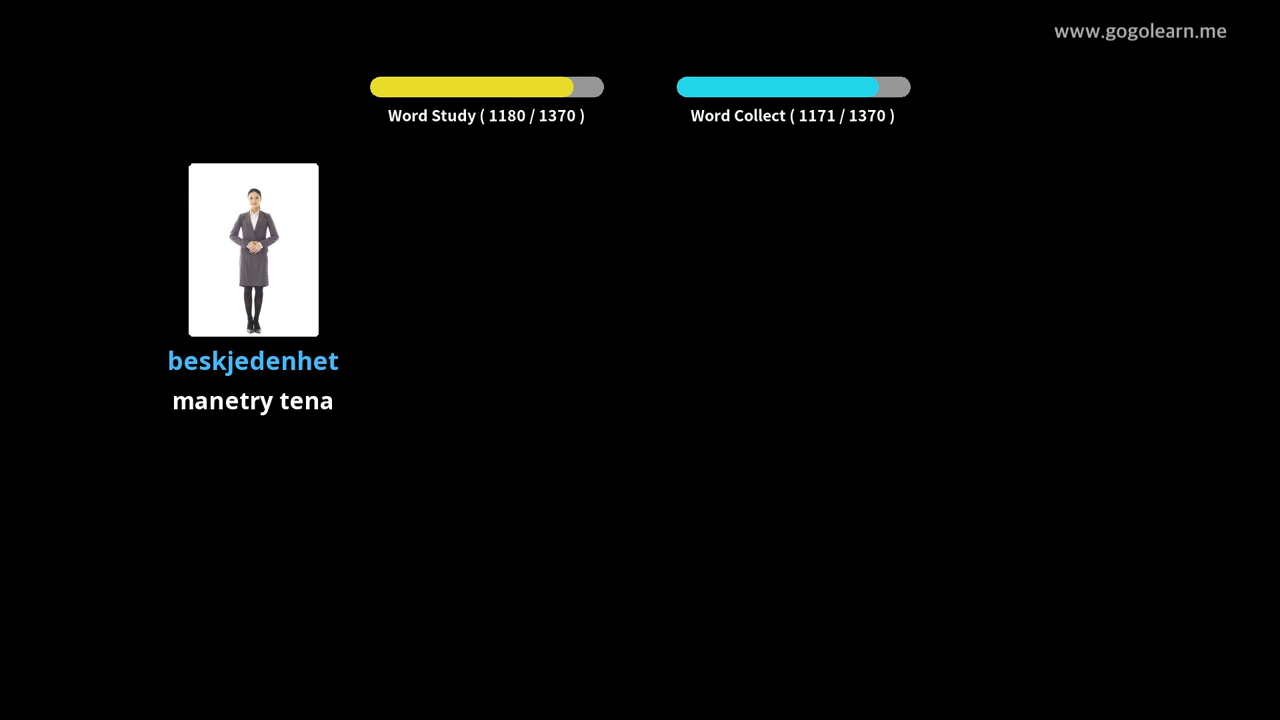 www.gogolearn.me
Word Study ( 1180 / 1370 )
Word Collect ( 1171 / 1370 )
beskjedenhet
manetry tena